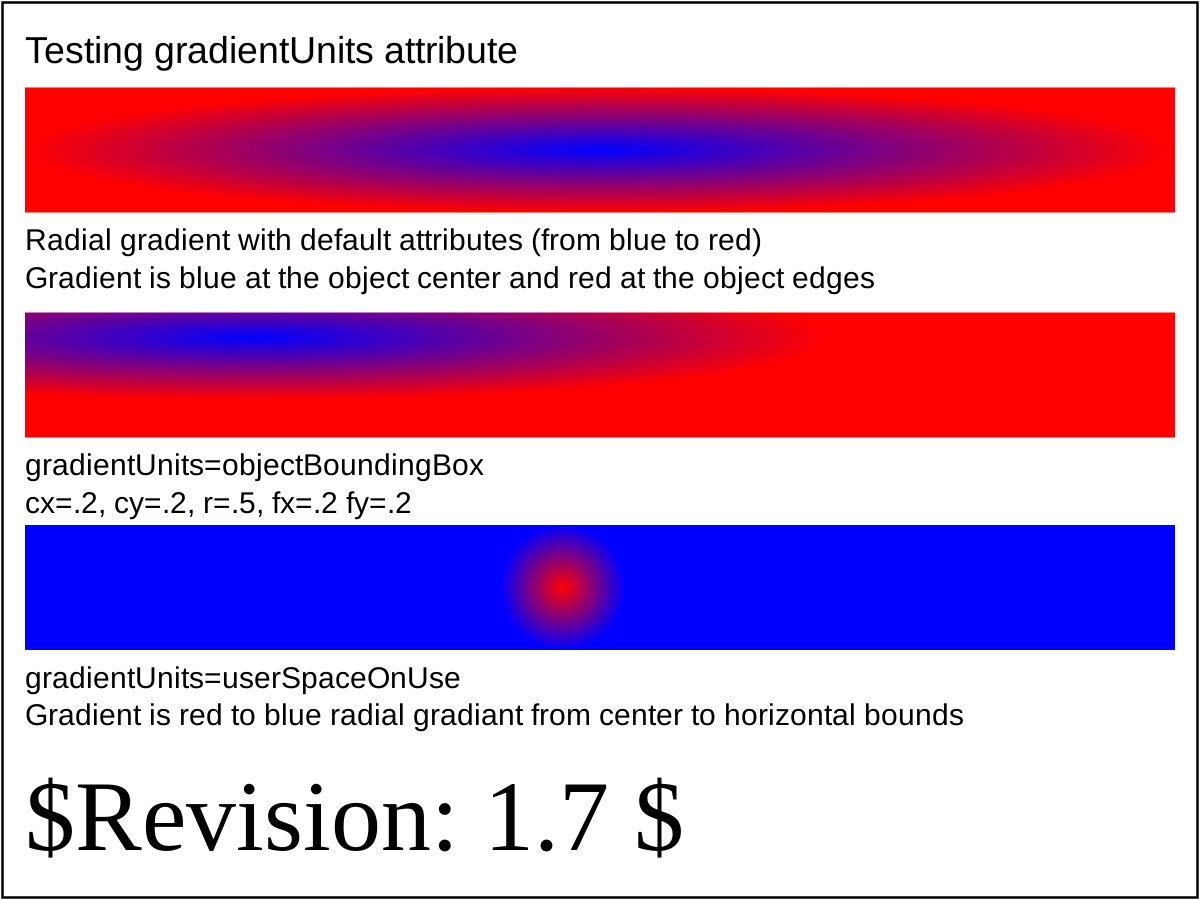 Testing gradientUnits attribute
Radial gradient with default attributes (from blue to red)
Gradient is blue at the object center and red at the object edges
gradientUnits=objectBoundingBox
cx=.2, cy=.2, r=.5, fx=.2 fy=.2
gradientUnits=userSpaceOnUse
Gradient is red to blue radial gradiant from center to horizontal bounds
$Revision: 1.7 $